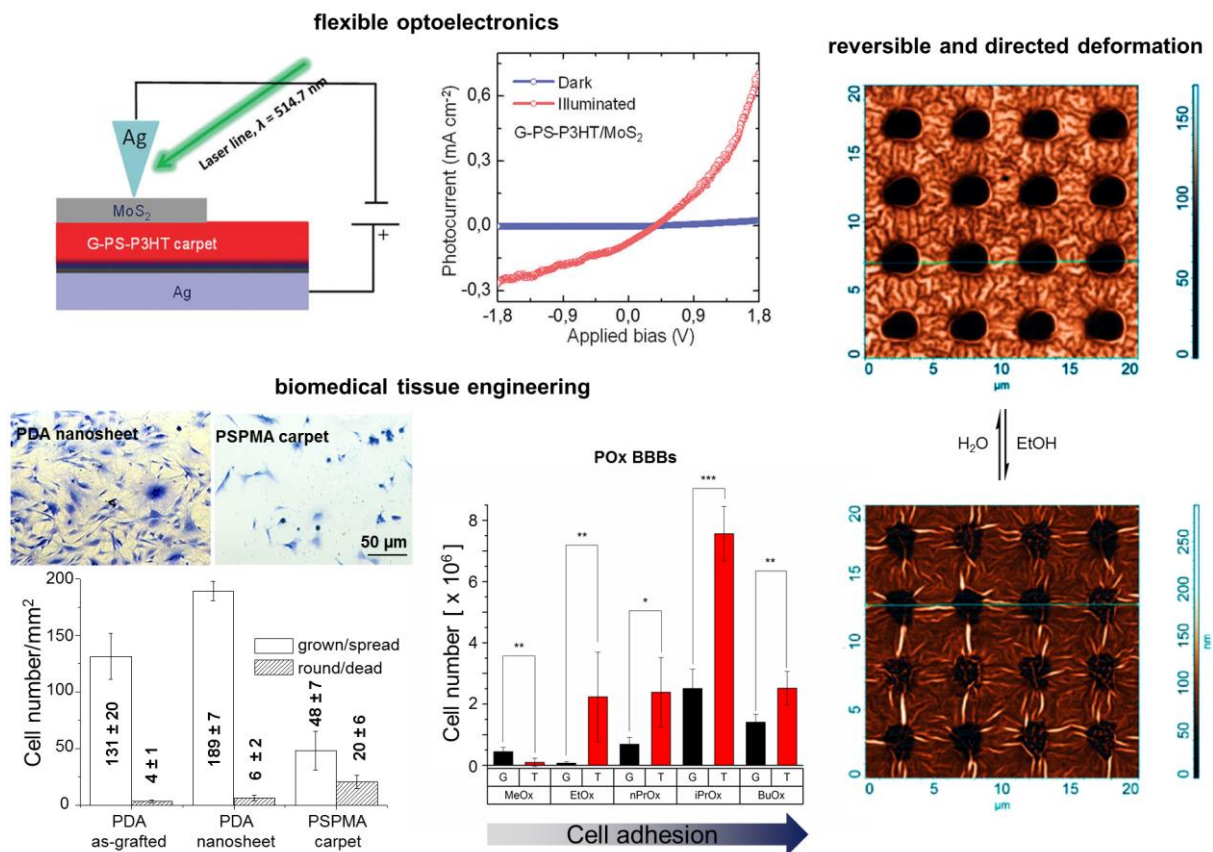 flexible optoelectronics
Ag
Laser line, λ = 514.7 nm
MoS₂
G-PS-P3HT carpet
Ag
+
Photocurrent (mA cm⁻²)
0,6
0,3
0,0
-0,3
Dark
Illuminated
G-PS-P3HT/MoS₂
-1,8 -0,9 0,0 0,9 1,8
Applied bias (V)
reversible and directed deformation
20
15
10
5
0
0 5 10 15 20
µm
150
100
50
0
H₂O EtOH
20
15
10
5
0
0 5 10 15 20
µm
250
200
150
100
50
0
nm
biomedical tissue engineering
PDA nanosheet
PSPMA carpet
50 µm
Cell number/mm²
200
150
100
50
0
grown/spread
round/dead
131 ± 20
4 ± 1
189 ± 7
6 ± 2
48 ± 7
20 ± 6
PDA as-grafted
PDA nanosheet
PSPMA carpet
POx BBBs
Cell number [ x 10⁶]
8
6
4
2
0
**
**
*
***
**
G T G T G T G T G T
MeOx EtOx nPrOx iPrOx BuOx
Cell adhesion